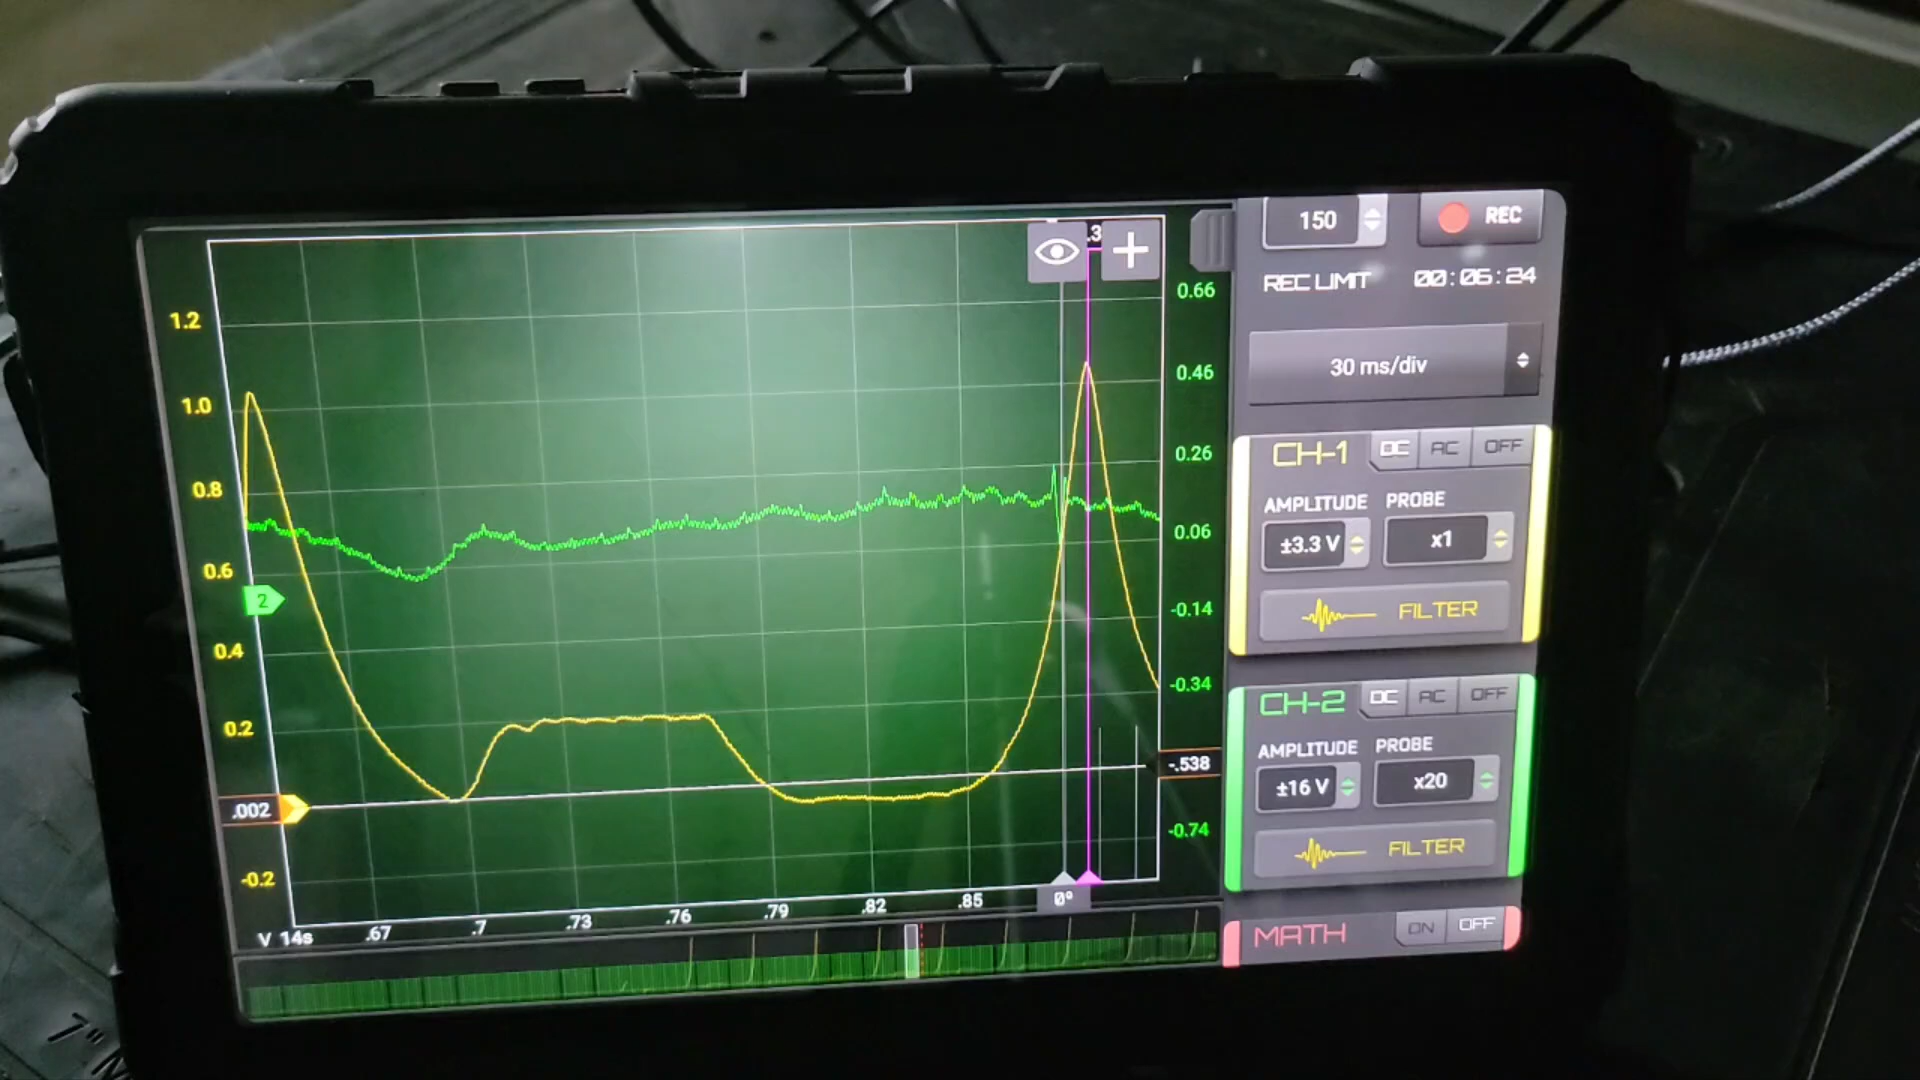 150
REC
REC LIMIT 00:06:24
30 ms/div
CH-1 DC AC OFF
AMPLITUDE PROBE
±3.3 V x1
FILTER
CH-2 DC AC OFF
AMPLITUDE PROBE
±16 V x20
FILTER
MATH ON OFF
1.2
1.0
0.8
0.6
2
0.4
0.2
.002
-0.2
.3
0.66
0.46
0.26
0.06
-0.14
-0.34
-.538
-0.74
0°
V 14s .67 .7 .73 .76 .79 .82 .85